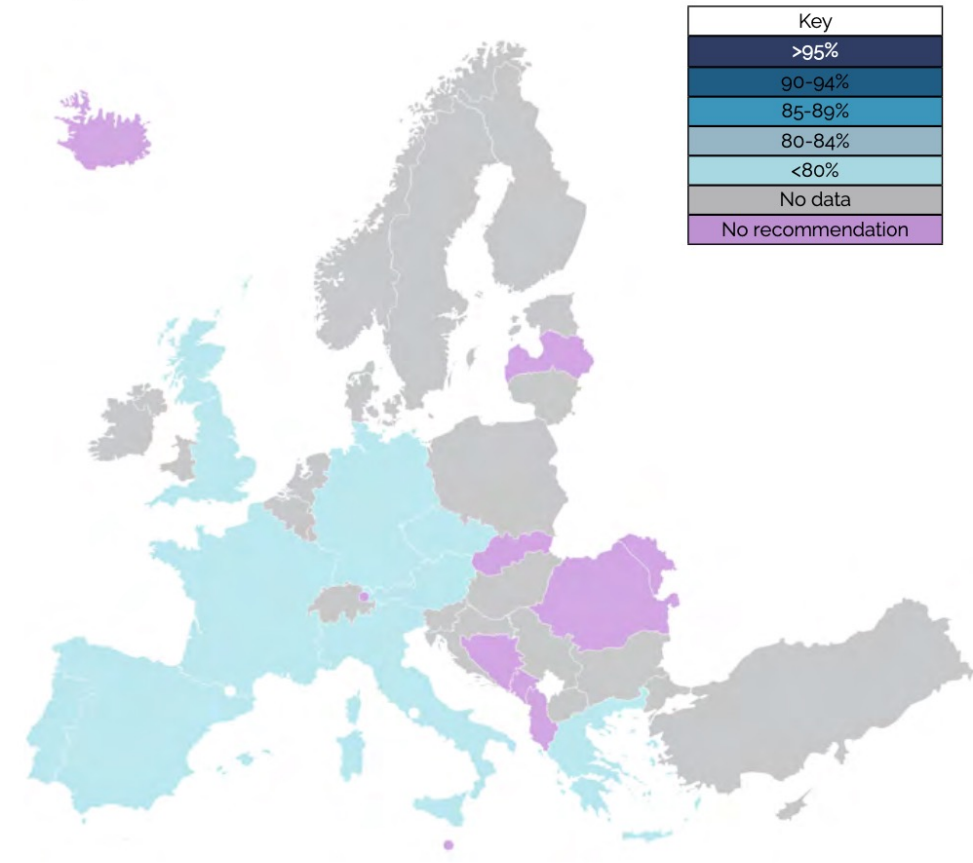 Key
>95%
90-94%
85-89%
80-84%
<80%
No data
No recommendation